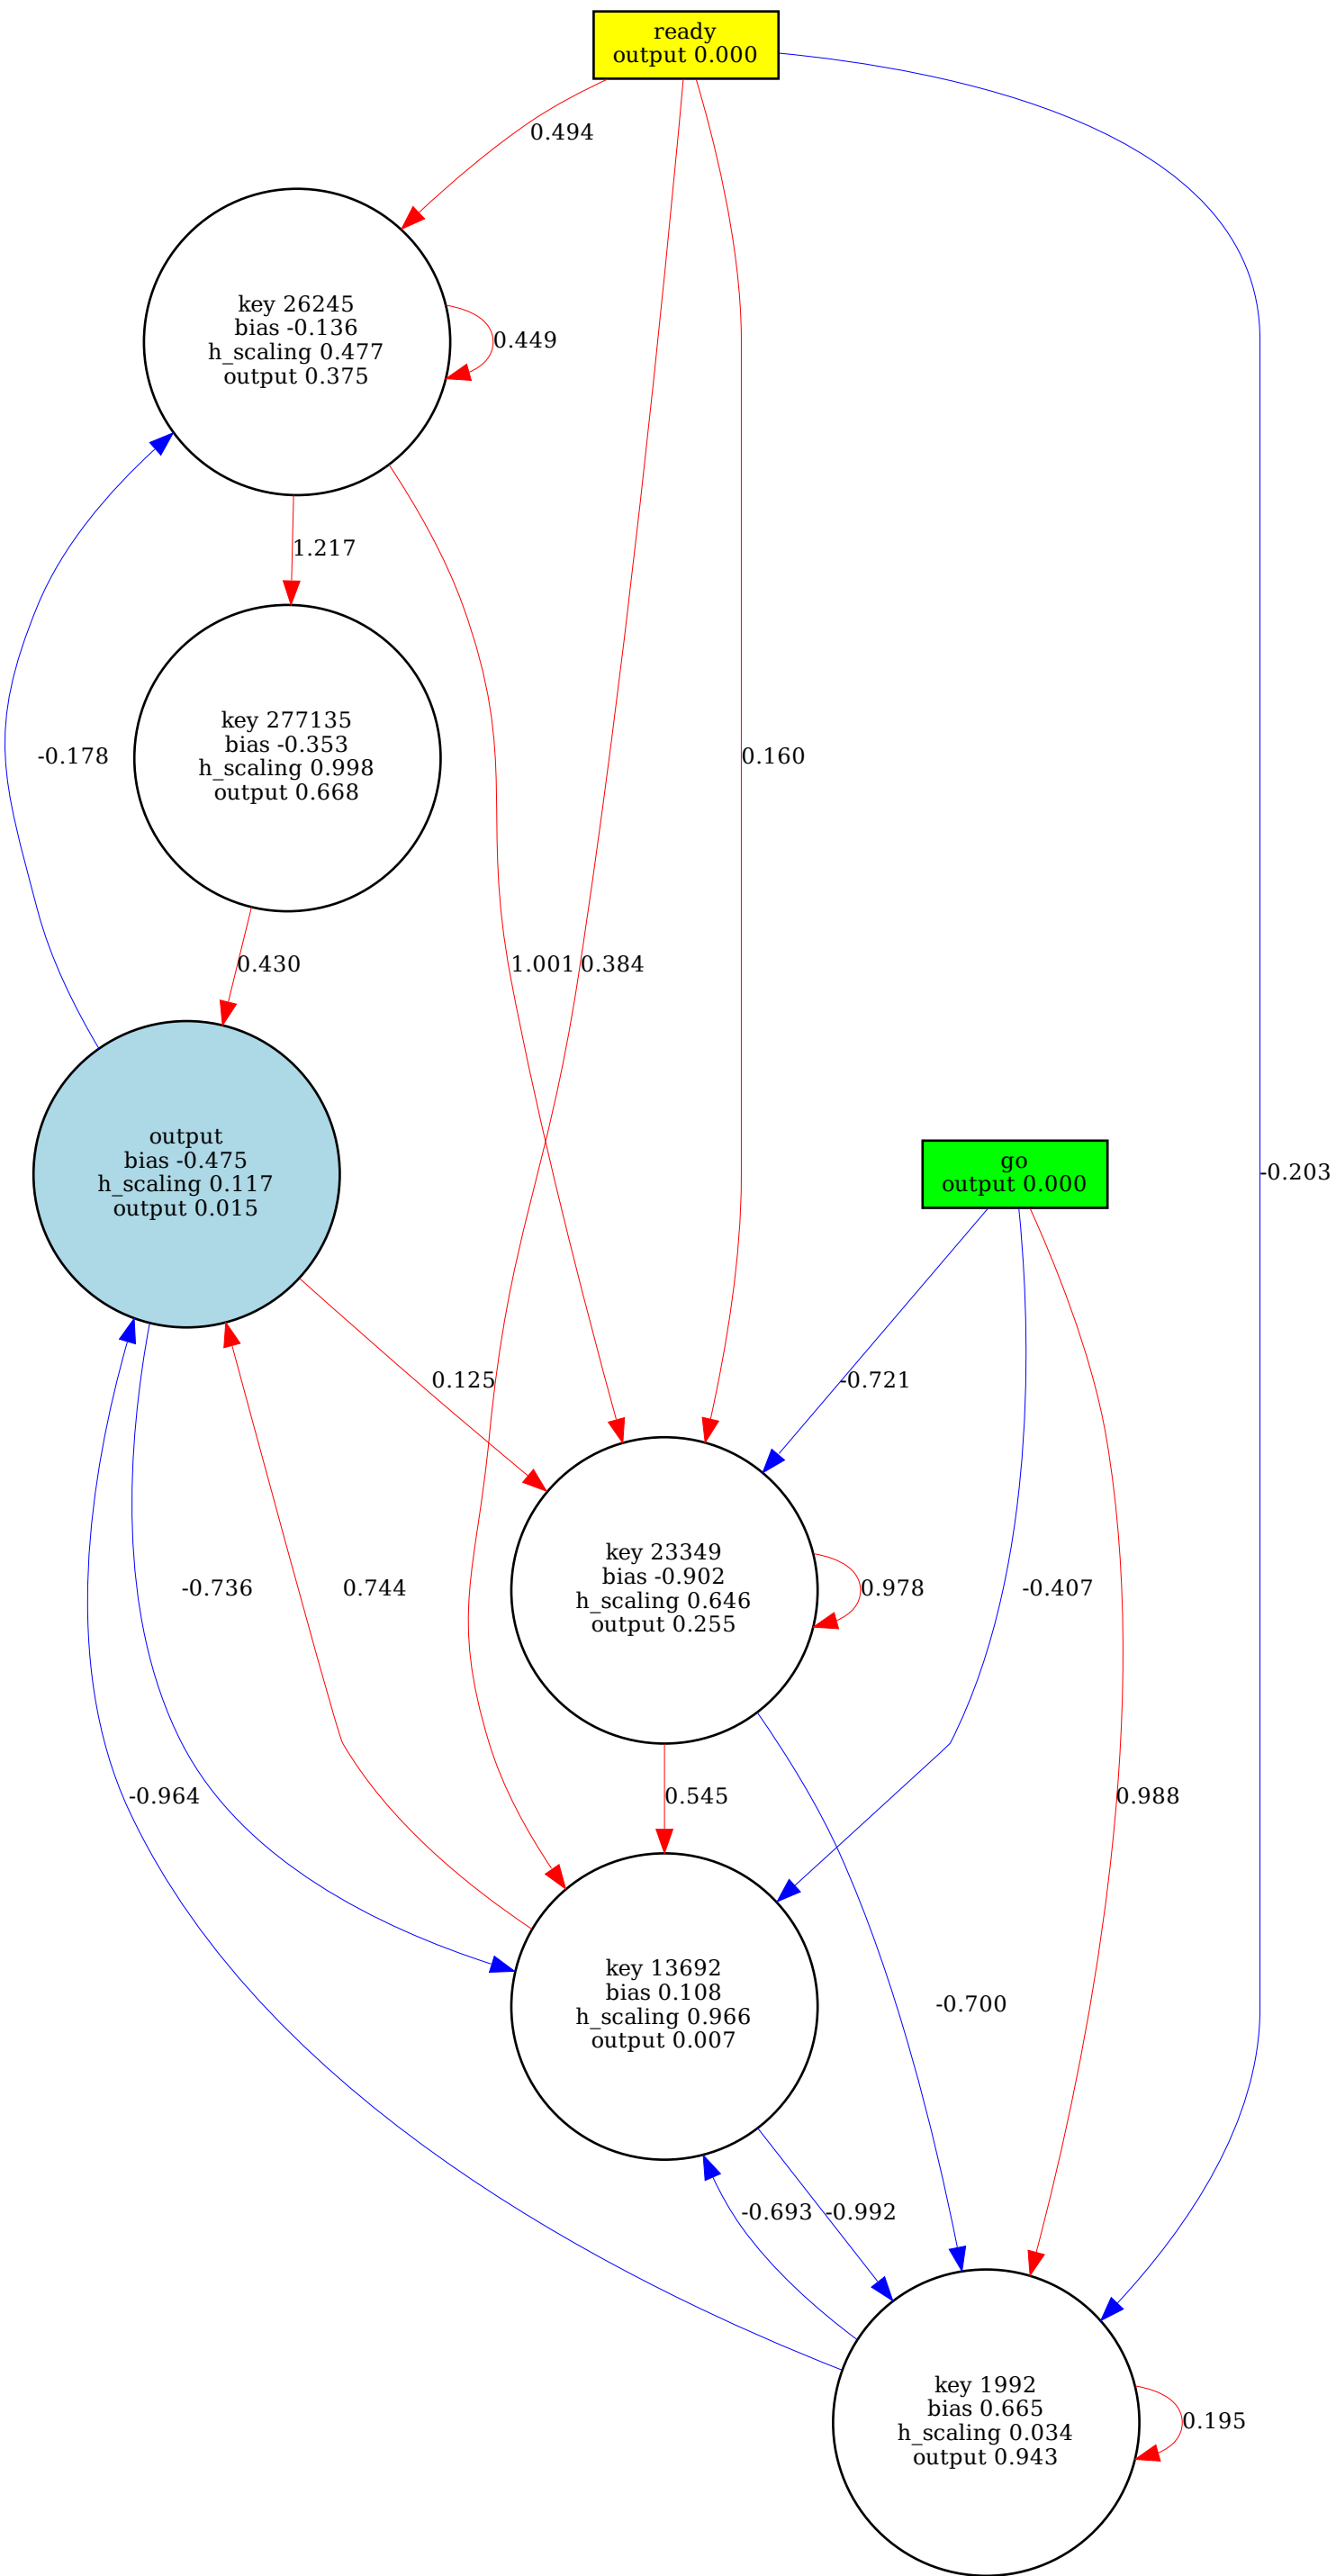 ready
output 0.000
0.494
key 26245
bias -0.136
h_scaling 0.477
output 0.375
0.449
1.217
key 277135
bias -0.353
h_scaling 0.998
output 0.668
-0.178
0.160
0.430
1.001
0.384
output
bias -0.475
h_scaling 0.117
output 0.015
go
output 0.000
-0.203
0.125
-0.721
key 23349
bias -0.902
h_scaling 0.646
output 0.255
-0.736
0.744
0.978
-0.407
-0.964
0.545
0.988
key 13692
bias 0.108
h_scaling 0.966
output 0.007
-0.700
-0.693
-0.992
key 1992
bias 0.665
h_scaling 0.034
output 0.943
0.195